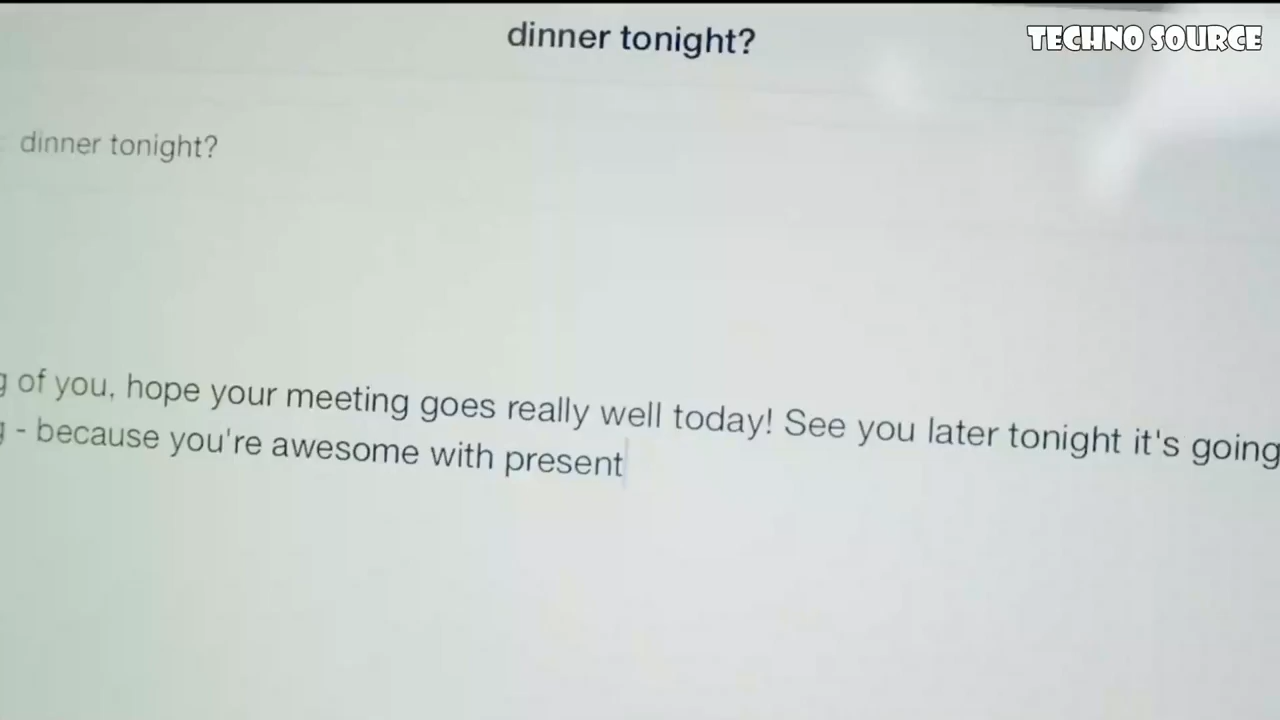 dinner tonight?
TECHNO SOURCE
dinner tonight?
of you, hope your meeting goes really well today! See you later tonight it's going
- because you're awesome with present